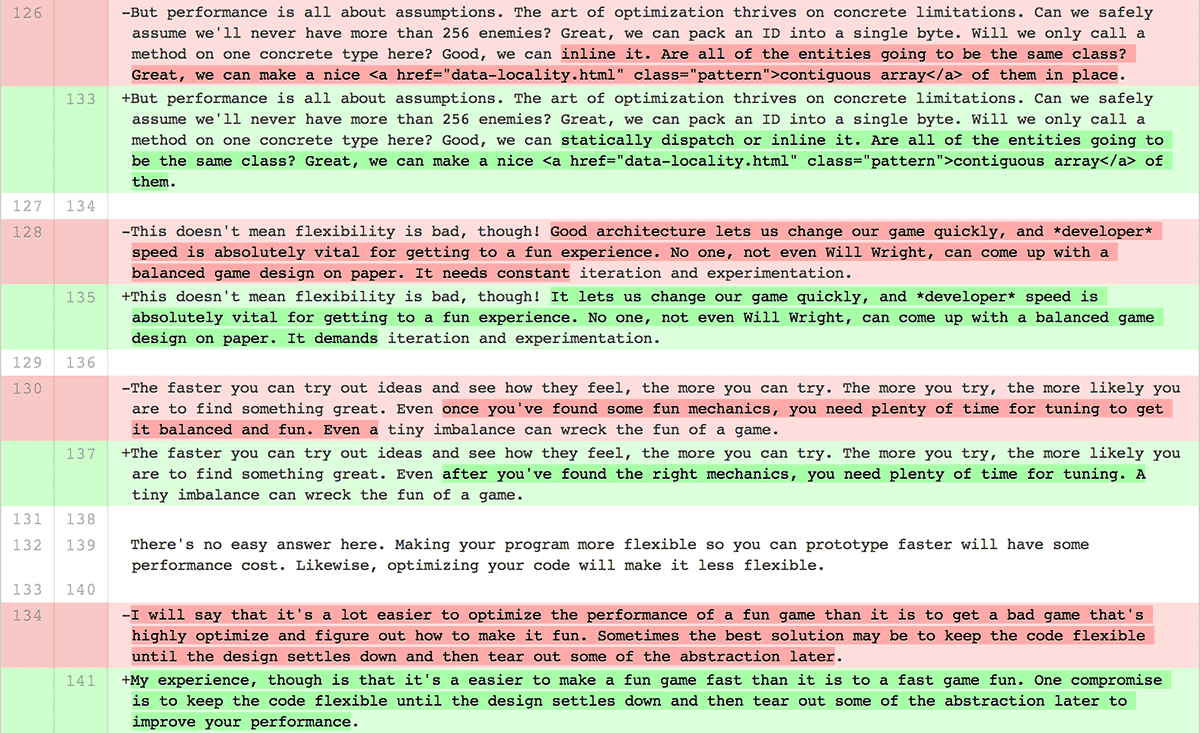 126 -But performance is all about assumptions. The art of optimization thrives on concrete limitations. Can we safely
assume we'll never have more than 256 enemies? Great, we can pack an ID into a single byte. Will we only call a
method on one concrete type here? Good, we can inline it. Are all of the entities going to be the same class?
Great, we can make a nice <a href="data-locality.html" class="pattern">contiguous array</a> of them in place.
133 +But performance is all about assumptions. The art of optimization thrives on concrete limitations. Can we safely
assume we'll never have more than 256 enemies? Great, we can pack an ID into a single byte. Will we only call a
method on one concrete type here? Good, we can statically dispatch or inline it. Are all of the entities going to
be the same class? Great, we can make a nice <a href="data-locality.html" class="pattern">contiguous array</a> of
them.
127 134
128 -This doesn't mean flexibility is bad, though! Good architecture lets us change our game quickly, and *developer*
speed is absolutely vital for getting to a fun experience. No one, not even Will Wright, can come up with a
balanced game design on paper. It needs constant iteration and experimentation.
135 +This doesn't mean flexibility is bad, though! It lets us change our game quickly, and *developer* speed is
absolutely vital for getting to a fun experience. No one, not even Will Wright, can come up with a balanced game
design on paper. It demands iteration and experimentation.
129 136
130 -The faster you can try out ideas and see how they feel, the more you can try. The more you try, the more likely you
are to find something great. Even once you've found some fun mechanics, you need plenty of time for tuning to get
it balanced and fun. Even a tiny imbalance can wreck the fun of a game.
137 +The faster you can try out ideas and see how they feel, the more you can try. The more you try, the more likely you
are to find something great. Even after you've found the right mechanics, you need plenty of time for tuning. A
tiny imbalance can wreck the fun of a game.
131 138
132 139 There's no easy answer here. Making your program more flexible so you can prototype faster will have some
performance cost. Likewise, optimizing your code will make it less flexible.
133 140
134 -I will say that it's a lot easier to optimize the performance of a fun game than it is to get a bad game that's
highly optimize and figure out how to make it fun. Sometimes the best solution may be to keep the code flexible
until the design settles down and then tear out some of the abstraction later.
141 +My experience, though is that it's a easier to make a fun game fast than it is to a fast game fun. One compromise
is to keep the code flexible until the design settles down and then tear out some of the abstraction later to
improve your performance.